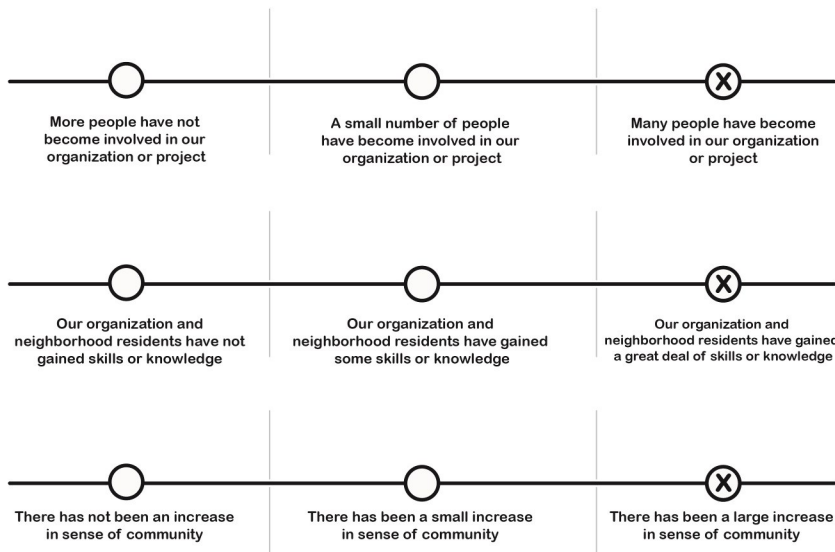 X
More people have not
become involved in our
organization or project
A small number of people
have become involved in our
organization or project
Many people have become
involved in our organization
or project
X
Our organization and
neighborhood residents have not
gained skills or knowledge
Our organization and
neighborhood residents have gained
some skills or knowledge
Our organization and
neighborhood residents have gained
a great deal of skills or knowledge
X
There has not been an increase
in sense of community
There has been a small increase
in sense of community
There has been a large increase
in sense of community